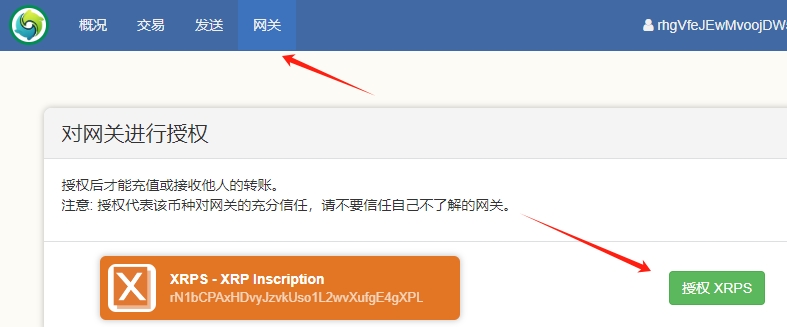 概况 交易 发送 网关 rhgVfeJEwMvoojDW
对网关进行授权
授权后才能充值或接收他人的转账。
注意: 授权代表该币种对网关的充分信任，请不要信任自己不了解的网关。
X
XRPS - XRP Inscription
rN1bCPAxHDvyJzvkUso1L2wvXufgE4gXPL
授权 XRPS